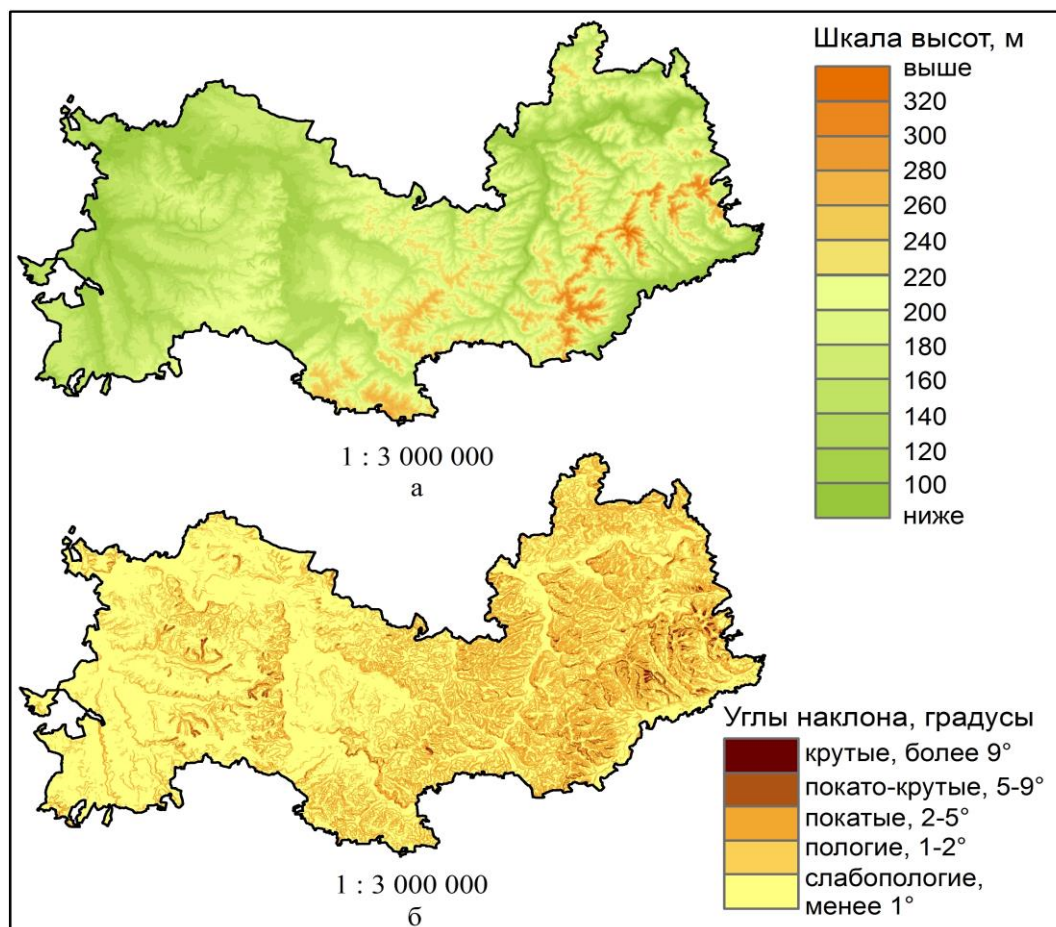 Шкала высот, м
выше
320
300
280
260
240
220
200
180
160
140
120
100
ниже
1 : 3 000 000
а
Углы наклона, градусы
крутые, более 9°
покато-крутые, 5-9°
покатые, 2-5°
пологие, 1-2°
слабопологие,
менее 1°
1 : 3 000 000
б